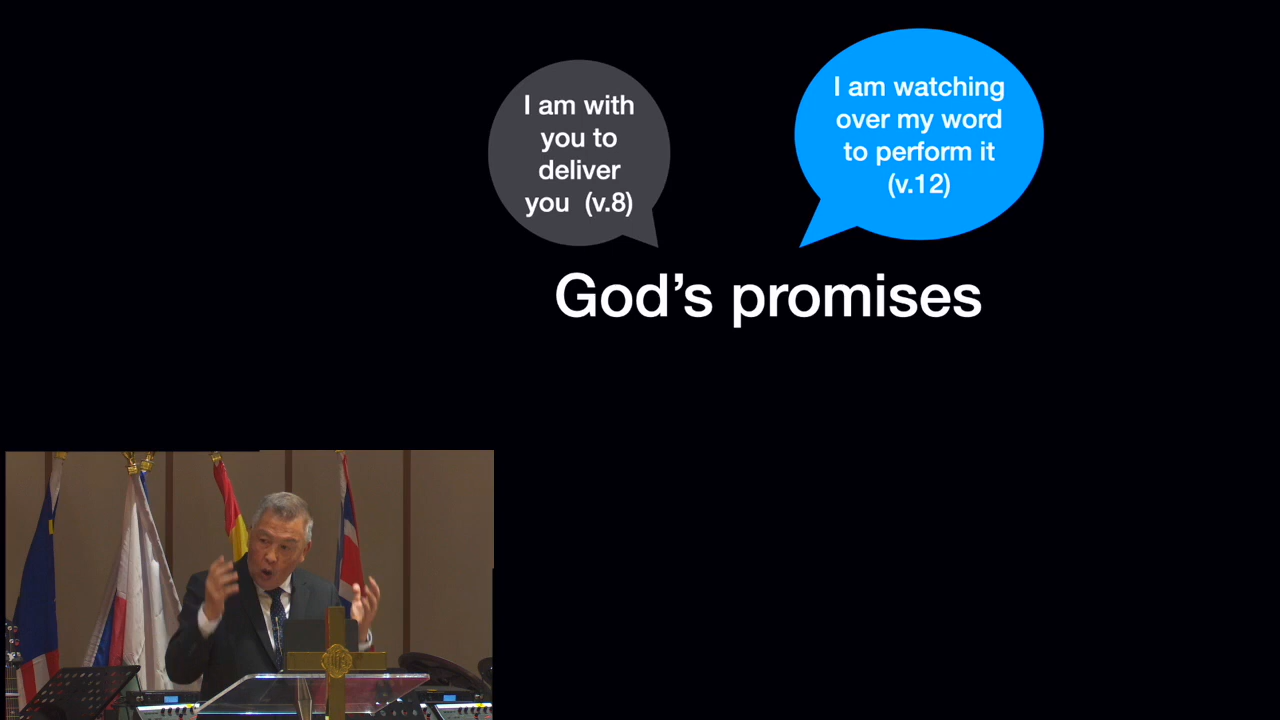 I am with
you to
deliver
you (v.8)
I am watching
over my word
to perform it
(v.12)
God’s promises